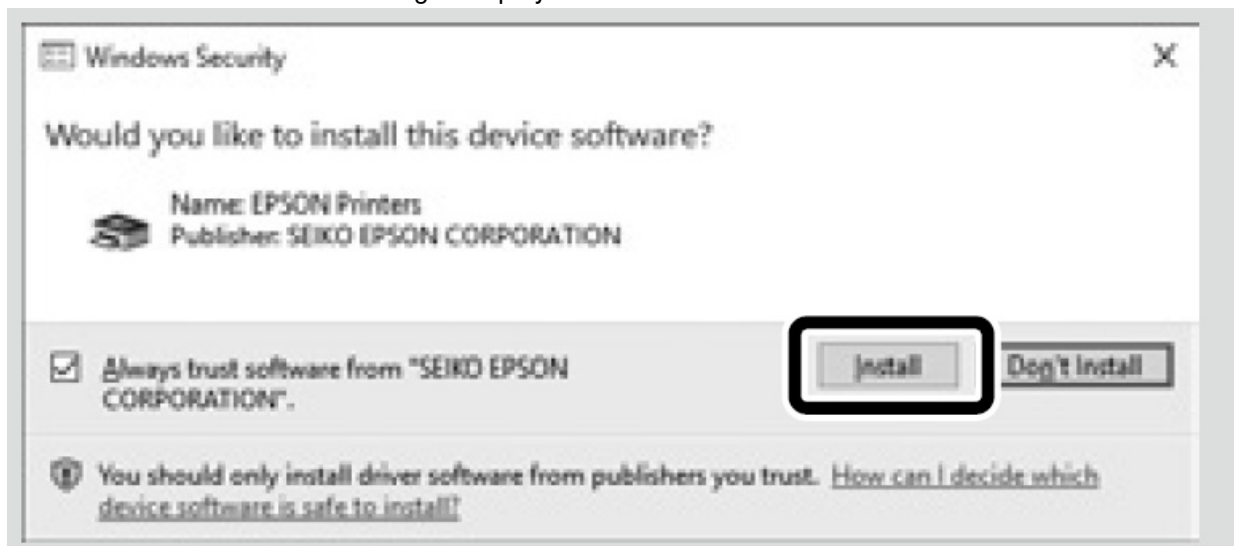 Windows Security
Would you like to install this device software?
Name: EPSON Printers
Publisher: SEIKO EPSON CORPORATION
Always trust software from "SEIKO EPSON
CORPORATION".
Install
Don't Install
You should only install driver software from publishers you trust. How can I decide which
device software is safe to install?